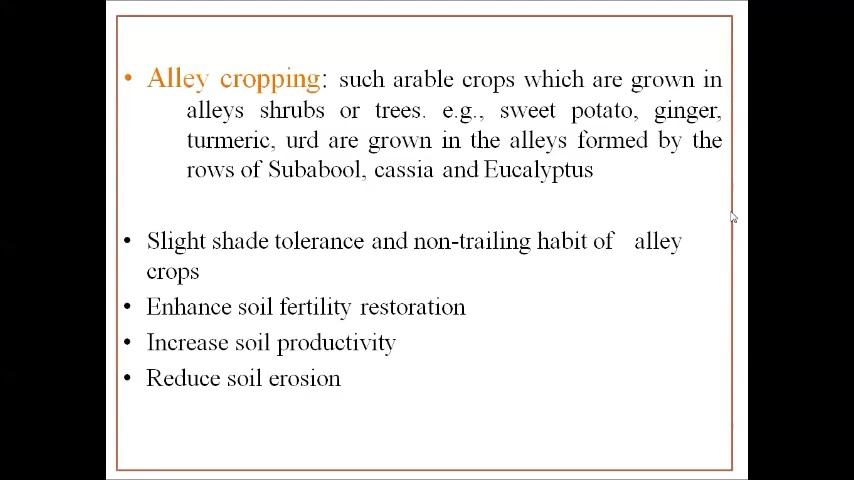 • Alley cropping: such arable crops which are grown in
alleys shrubs or trees. e.g., sweet potato, ginger,
turmeric, urd are grown in the alleys formed by the
rows of Subabool, cassia and Eucalyptus
• Slight shade tolerance and non-trailing habit of alley
crops
• Enhance soil fertility restoration
• Increase soil productivity
• Reduce soil erosion